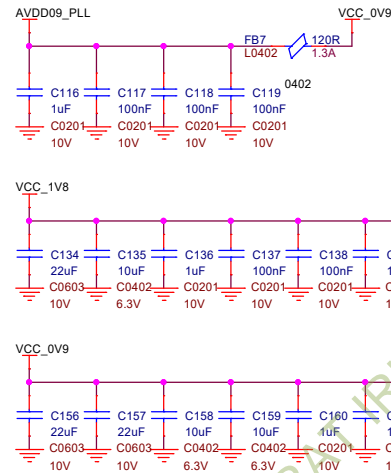 AVDD09_PLL
VCC_0V9
FB7 120R
L0402 1.3A
0402
C116 C117 C118 C119
1uF 100nF 100nF 100nF
C0201 C0201 C0201 C0201
10V 10V 10V 10V
VCC_1V8
C134 C135 C136 C137 C138
22uF 10uF 1uF 100nF 100nF
C0603 C0402 C0201 C0201 C0201
10V 6.3V 10V 10V 10V
VCC_0V9
C156 C157 C158 C159 C160
22uF 22uF 10uF 10uF 1uF
C0603 C0603 C0402 C0402 C0201
10V 10V 6.3V 6.3V 10V